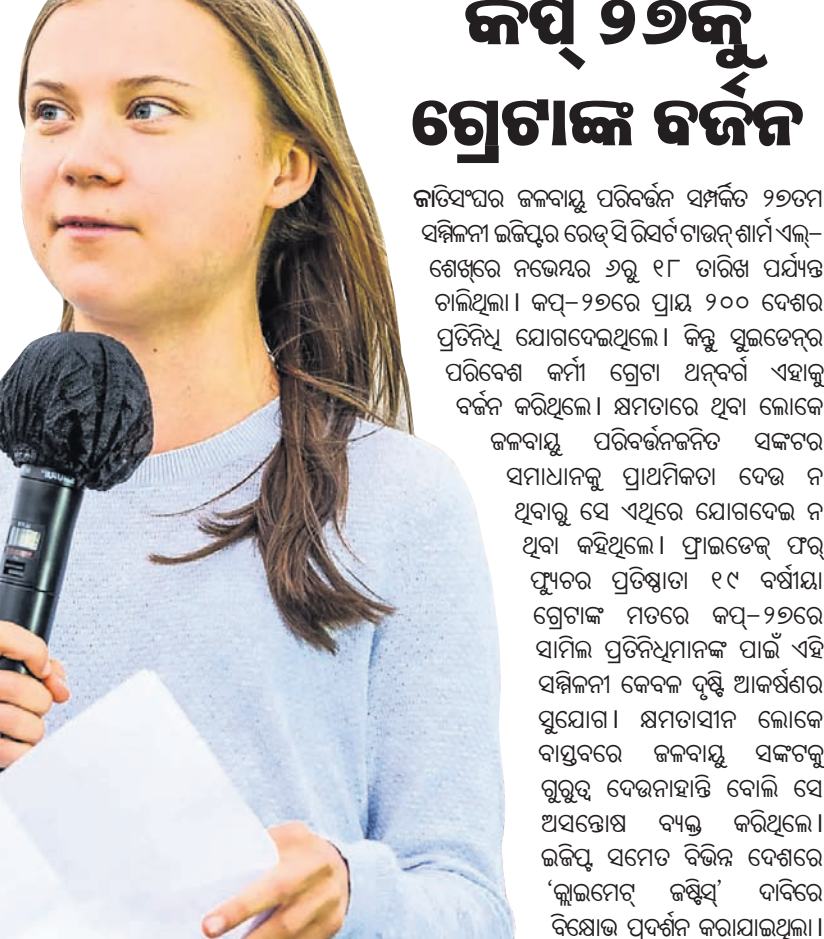 କପ୍ ୨୭କୁ
ଗ୍ରେଟାଙ୍କ ବର୍ଜନ
ଜାତିସଂଘର ଜଳବାୟୁ ପରିବର୍ତ୍ତନ ସମ୍ପର୍କିତ ୨୭ତମ
ସମ୍ମିଳନୀ ଇଜିପ୍ଟର ରେଡ୍ ସି ରିସର୍ଟ ଟାଉନ୍ ଶାର୍ମ ଏଲ୍–
ଶେଖ୍‌ରେ ନଭେମ୍ବର ୬ରୁ ୧୮ ତାରିଖ ପର୍ଯ୍ୟନ୍ତ
ଚାଲିଥିଲା। କପ୍–୨୭ରେ ପ୍ରାୟ ୨୦୦ ଦେଶର
ପ୍ରତିନିଧି ଯୋଗଦେଇଥିଲେ। କିନ୍ତୁ ସୁଇଡେନ୍‌ର
ପରିବେଶ କର୍ମୀ ଗ୍ରେଟା ଥନ୍‌ବର୍ଗ ଏହାକୁ
ବର୍ଜନ କରିଥିଲେ। କ୍ଷମତାରେ ଥିବା ଲୋକେ
ଜଳବାୟୁ ପରିବର୍ତ୍ତନଜନିତ ସଙ୍କଟର
ସମାଧାନକୁ ପ୍ରାଥମିକତା ଦେଉ ନ
ଥିବାରୁ ସେ ଏଥିରେ ଯୋଗଦେଇ ନ
ଥିବା କହିଥିଲେ। ଫ୍ରାଇଡେଜ୍ ଫର୍
ଫ୍ୟୁଚର ପ୍ରତିଷ୍ଠାତା ୧୯ ବର୍ଷୀୟା
ଗ୍ରେଟାଙ୍କ ମତରେ କପ୍–୨୭ରେ
ସାମିଲ ପ୍ରତିନିଧିମାନଙ୍କ ପାଇଁ ଏହି
ସମ୍ମିଳନୀ କେବଳ ଦୃଷ୍ଟି ଆକର୍ଷଣର
ସୁଯୋଗ। କ୍ଷମତାସୀନ ଲୋକେ
ବାସ୍ତବରେ ଜଳବାୟୁ ସଙ୍କଟକୁ
ଗୁରୁତ୍ୱ ଦେଉନାହାନ୍ତି ବୋଲି ସେ
ଅସନ୍ତୋଷ ବ୍ୟକ୍ତ କରିଥିଲେ।
ଇଜିପ୍ଟ ସମେତ ବିଭିନ୍ନ ଦେଶରେ
‘କ୍ଲାଇମେଟ୍ ଜଷ୍ଟିସ୍’ ଦାବିରେ
ବିକ୍ଷୋଭ ପ୍ରଦର୍ଶନ କରାଯାଇଥିଲା।